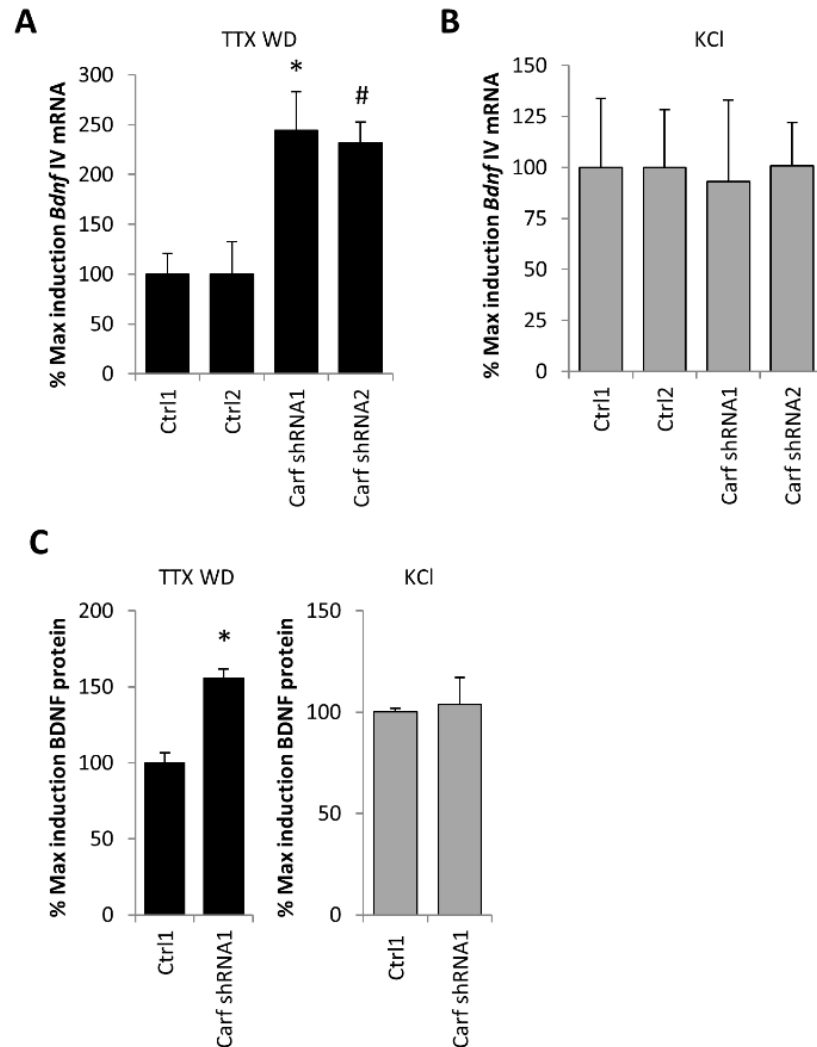 A
TTX WD
% Max induction Bdnf IV mRNA
300
250
200
150
100
50
0
*
#
Ctrl1
Ctrl2
Carf shRNA1
Carf shRNA2
B
KCl
% Max induction Bdnf IV mRNA
150
125
100
75
50
25
0
Ctrl1
Ctrl2
Carf shRNA1
Carf shRNA2
C
TTX WD
% Max induction BDNF protein
200
150
100
50
0
*
Ctrl1
Carf shRNA1
KCl
% Max induction BDNF protein
150
100
50
0
Ctrl1
Carf shRNA1